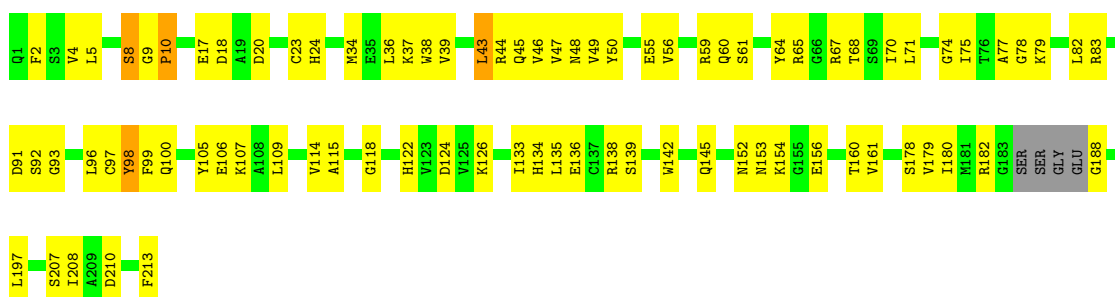 Q1 F2 S3 V4 L5 S8 G9 P10 E17 D18 A19 D20 C23 H24 M34 E35 L36 K37 W38 V39 L43 R44 Q45 V46 V47 N48 V49 Y50 E55 V56 R59 Q60 S61 Y64 R65 G66 R67 T68 S69 I70 L71 G74 I75 T76 A77 G78 K79 L82 R83
D91 S92 G93 L96 C97 Y98 F99 Q100 Y105 E106 K107 A108 L109 V114 A115 G118 H122 V123 D124 V125 K126 I133 H134 L135 E136 C137 R138 S139 W142 Q145 N152 N153 K154 G155 E156 T160 V161 S178 V179 I180 M181 R182 G183 SER SER GLY GLU G188
L197 S207 I208 A209 D210 F213